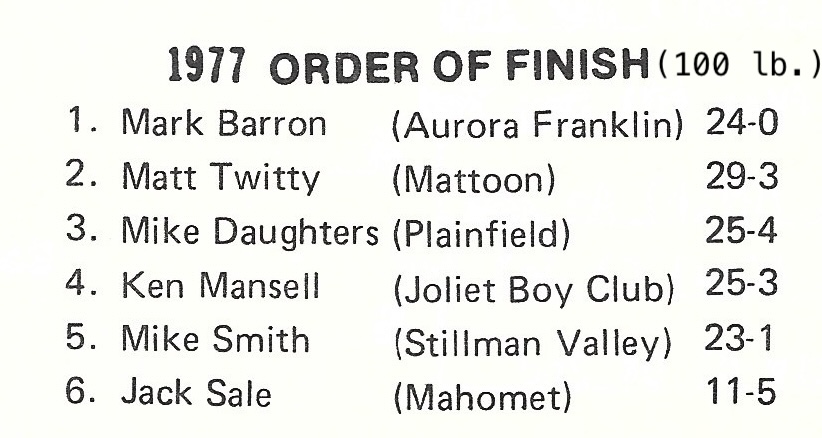 1977 ORDER OF FINISH (100 lb.)
1. Mark Barron (Aurora Franklin) 24-0
2. Matt Twitty (Mattoon) 29-3
3. Mike Daughters (Plainfield) 25-4
4. Ken Mansell (Joliet Boy Club) 25-3
5. Mike Smith (Stillman Valley) 23-1
6. Jack Sale (Mahomet) 11-5